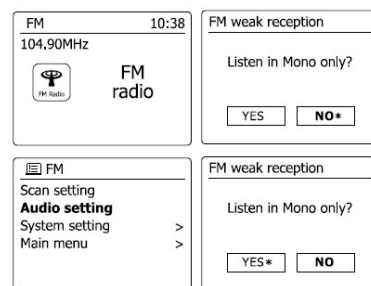 FM 10:38
104.90MHz
FM Radio
FM
radio
FM weak reception
Listen in Mono only?
YES NO*
FM
Scan setting
Audio setting
System setting >
Main menu >
FM weak reception
Listen in Mono only?
YES* NO